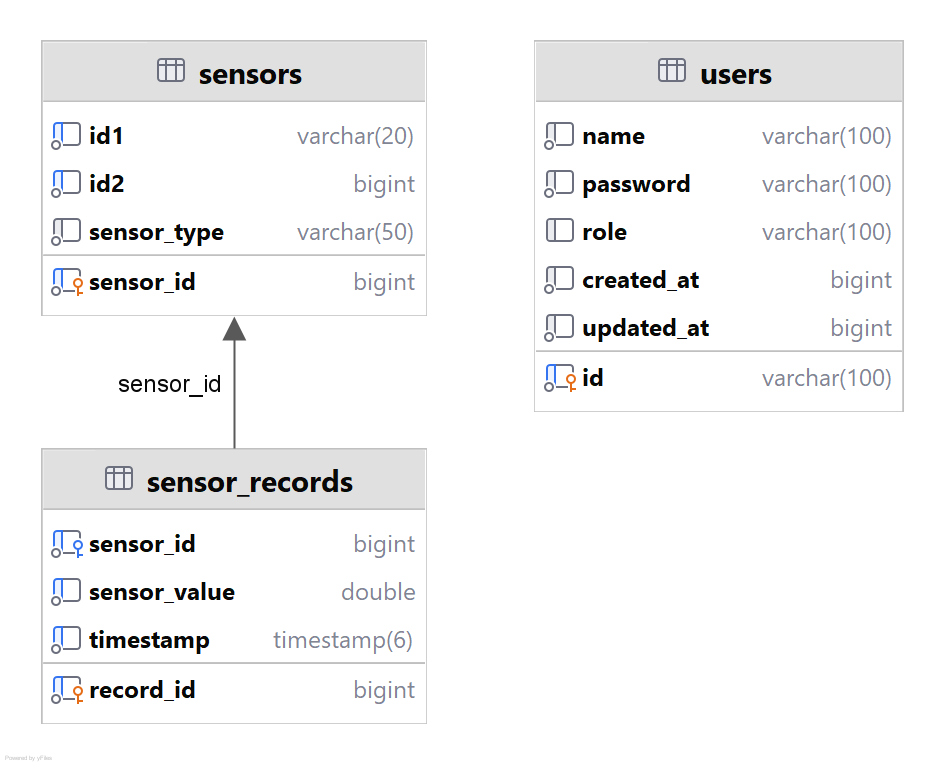 sensors
id1 varchar(20)
id2 bigint
sensor_type varchar(50)
sensor_id bigint
sensor_id
sensor_records
sensor_id bigint
sensor_value double
timestamp timestamp(6)
record_id bigint
users
name varchar(100)
password varchar(100)
role varchar(100)
created_at bigint
updated_at bigint
id varchar(100)
Powered by yFiles